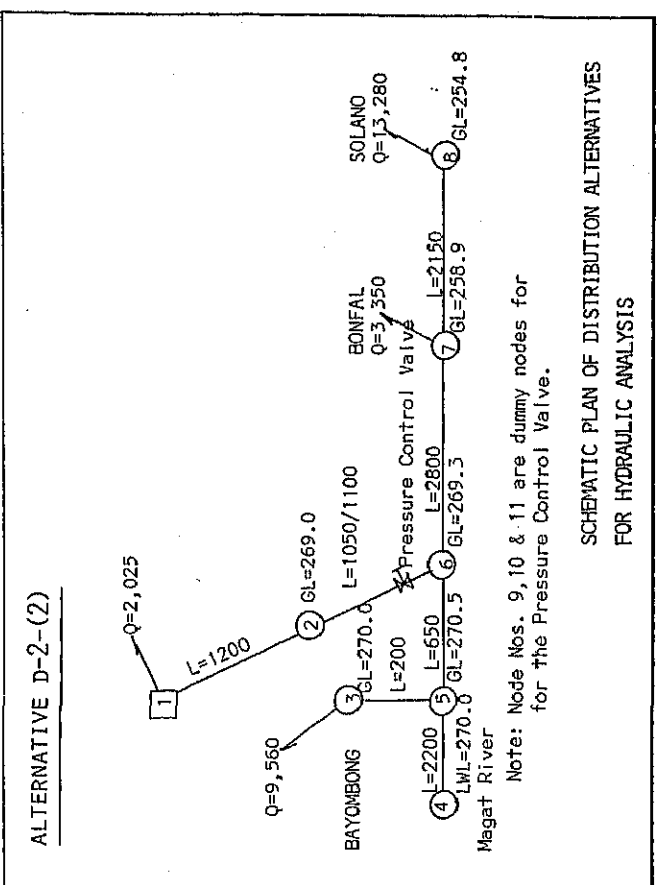 ALTERNATIVE D-2-(2)
Q=2,025
1
L=1200
2
GL=269.0
L=1050/1100
Pressure Control Valve
Q=9,560
BAYOMBONG
3
GL=270.0
L=200
4
L=2200
LWL=270.0
Magat River
5
L=650
GL=270.5
6
L=2800
GL=269.3
BONFAL
Q=3,350
7
L=2150
GL=258.9
SOLANO
Q=13,280
8
GL=254.8
Note: Node Nos. 9,10 & 11 are dummy nodes for
for the Pressure Control Valve.
SCHEMATIC PLAN OF DISTRIBUTION ALTERNATIVES
FOR HYDRAULIC ANALYSIS